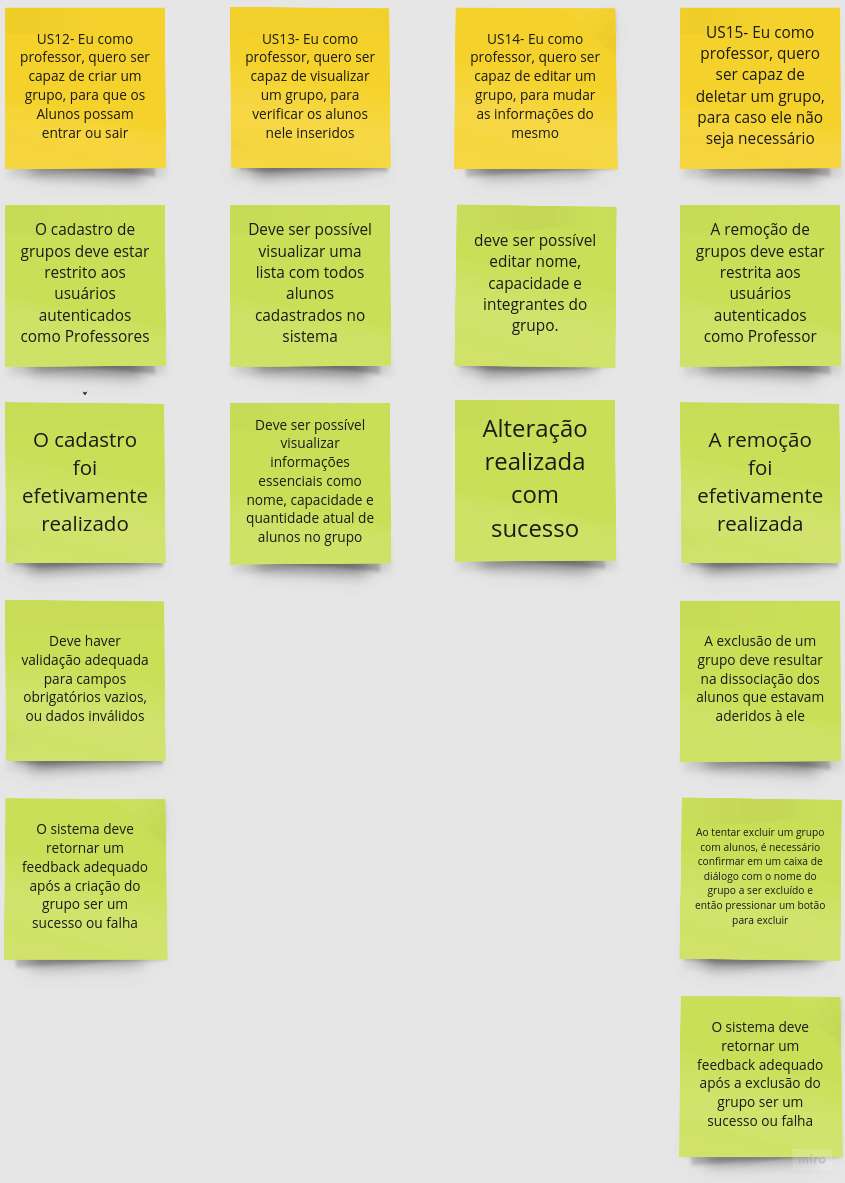 US12- Eu como
professor, quero ser
capaz de criar um
grupo, para que os
Alunos possam
entrar ou sair
US13- Eu como
professor, quero ser
capaz de visualizar
um grupo, para
verificar os alunos
nele inseridos
US14- Eu como
professor, quero ser
capaz de editar um
grupo, para mudar
as informações do
mesmo
US15- Eu como
professor, quero
ser capaz de
deletar um grupo,
para caso ele não
seja necessário
O cadastro de
grupos deve estar
restrito aos
usuários
autenticados
como Professores
Deve ser possível
visualizar uma
lista com todos
alunos
cadastrados no
sistema
deve ser possível
editar nome,
capacidade e
integrantes do
grupo.
A remoção de
grupos deve estar
restrita aos
usuários
autenticados
como Professor
O cadastro
foi
efetivamente
realizado
Deve ser possível
visualizar
informações
essenciais como
nome, capacidade e
quantidade atual de
alunos no grupo
Alteração
realizada
com
sucesso
A remoção
foi
efetivamente
realizada
Deve haver
validação adequada
para campos
obrigatórios vazios,
ou dados inválidos
A exclusão de um
grupo deve resultar
na dissociação dos
alunos que estavam
aderidos à ele
O sistema deve
retornar um
feedback adequado
após a criação do
grupo ser um
sucesso ou falha
Ao tentar excluir um grupo
com alunos, é necessário
confirmar em um caixa de
diálogo com o nome do
grupo a ser excluído e
então pressionar um botão
para excluir
O sistema deve
retornar um
feedback adequado
após a exclusão do
grupo ser um
sucesso ou falha
miro